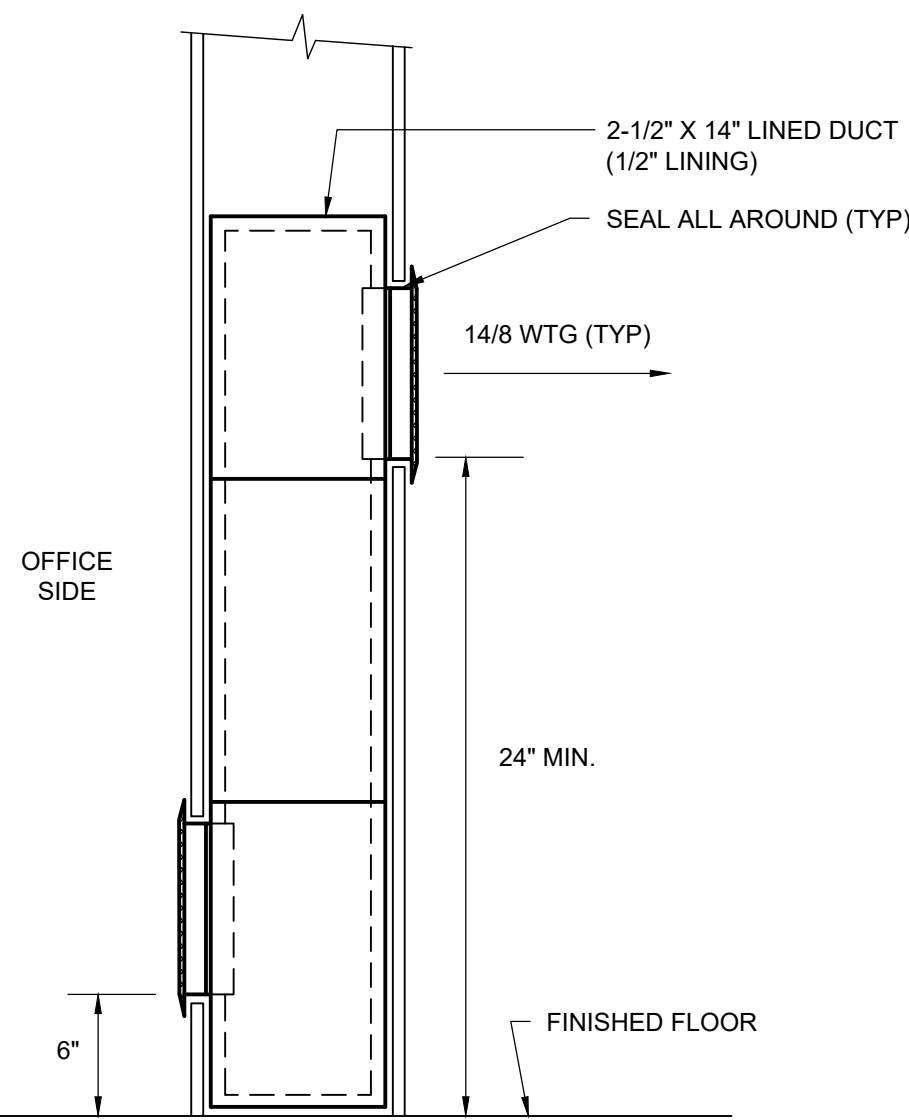 2-1/2" X 14" LINED DUCT
(1/2" LINING)
SEAL ALL AROUND (TYP)
14/8 WTG (TYP)
OFFICE
SIDE
24" MIN.
FINISHED FLOOR
6"